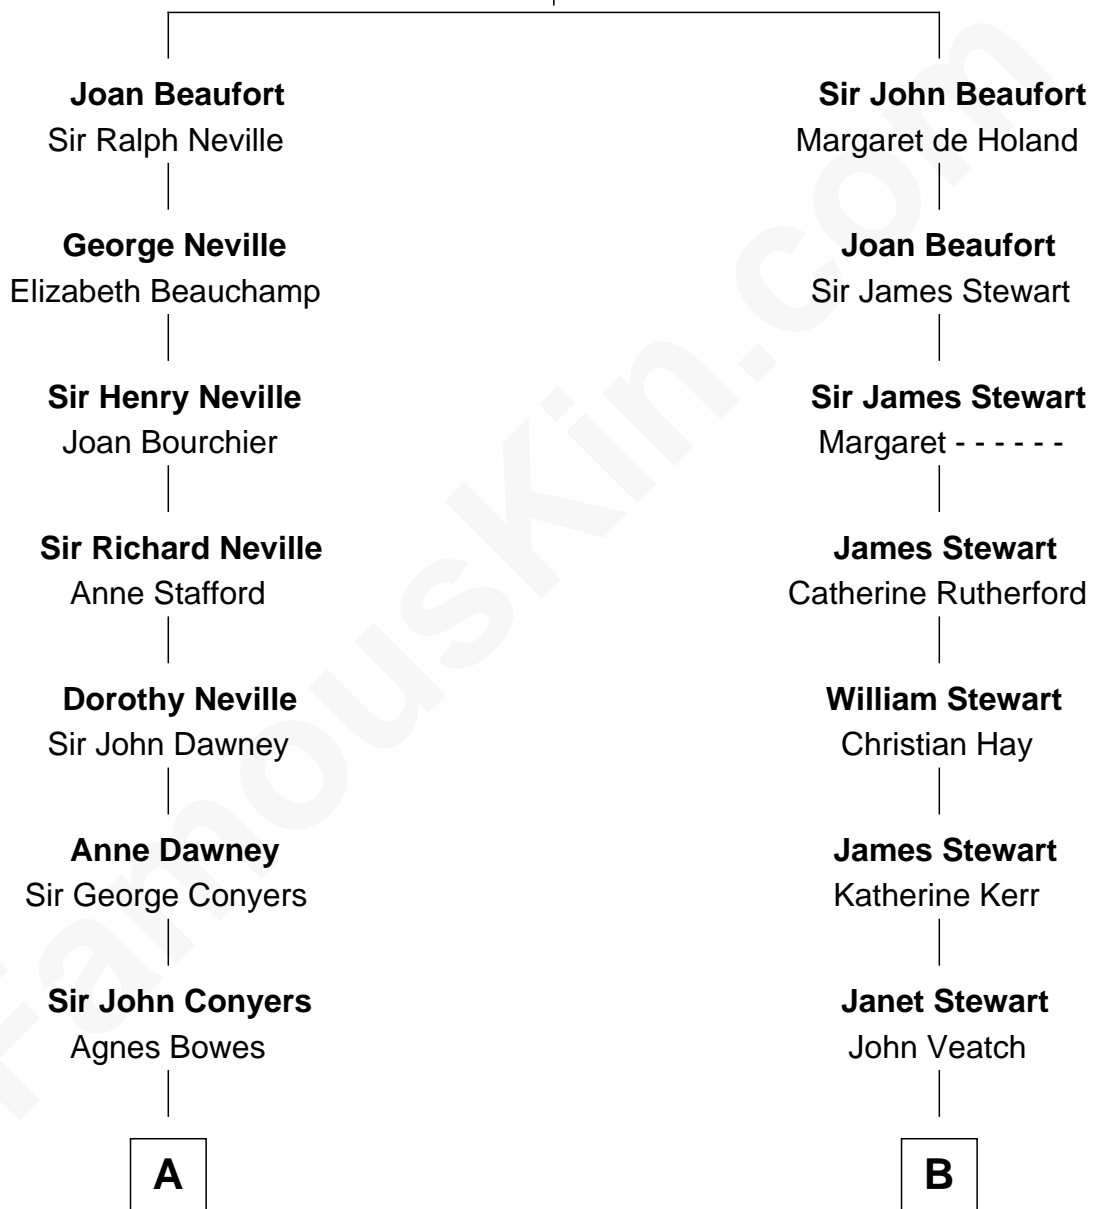 Joan Beaufort
Sir Ralph Neville
George Neville
Elizabeth Beauchamp
Sir Henry Neville
Joan Bourchier
Sir Richard Neville
Anne Stafford
Dorothy Neville
Sir John Dawney
Anne Dawney
Sir George Conyers
Sir John Conyers
Agnes Bowes
A
Sir John Beaufort
Margaret de Holand
Joan Beaufort
Sir James Stewart
Sir James Stewart
Margaret - - - - - -
James Stewart
Catherine Rutherford
William Stewart
Christian Hay
James Stewart
Katherine Kerr
Janet Stewart
John Veatch
B
FamousKin.com